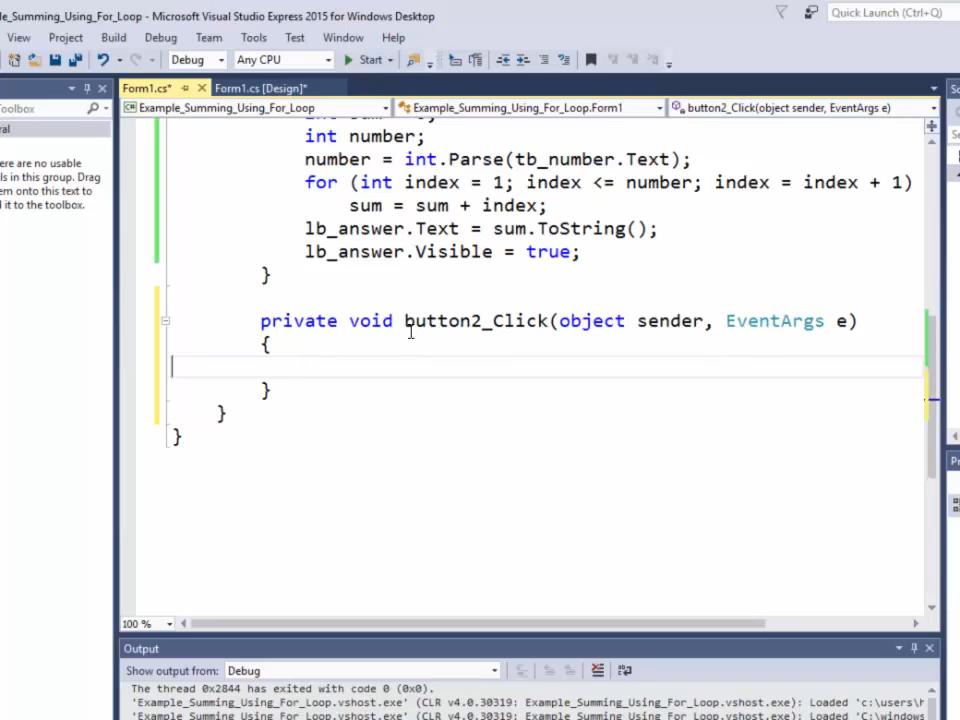 le_Summing_Using_For_Loop - Microsoft Visual Studio Express 2015 for Windows Desktop
Quick Launch (Ctrl+Q)
View Project Build Debug Team Tools Test Window Help
Debug Any CPU Start
Form1.cs* Form1.cs [Design]*
oolbox
Example_Summing_Using_For_Loop Example_Summing_Using_For_Loop.Form1 button2_Click(object sender, EventArgs e)
ral
ere are no usable
ls in this group. Drag
em onto this text to
d it to the toolbox.
int number;
number = int.Parse(tb_number.Text);
for (int index = 1; index <= number; index = index + 1)
sum = sum + index;
lb_answer.Text = sum.ToString();
lb_answer.Visible = true;
}
private void button2_Click(object sender, EventArgs e)
{
}
}
}
100 %
Output
Show output from: Debug
The thread 0x2844 has exited with code 0 (0x0).
'Example_Summing_Using_For_Loop.vshost.exe' (CLR v4.0.30319: Example_Summing_Using_For_Loop.vshost.exe): Loaded 'c:\users\h
'Example_Summing_Using_For_Loop.vshost.exe' (CLR v4.0.30319: Example_Summing_Using_For_Loop.vshost.exe): Loaded 'C:\windows